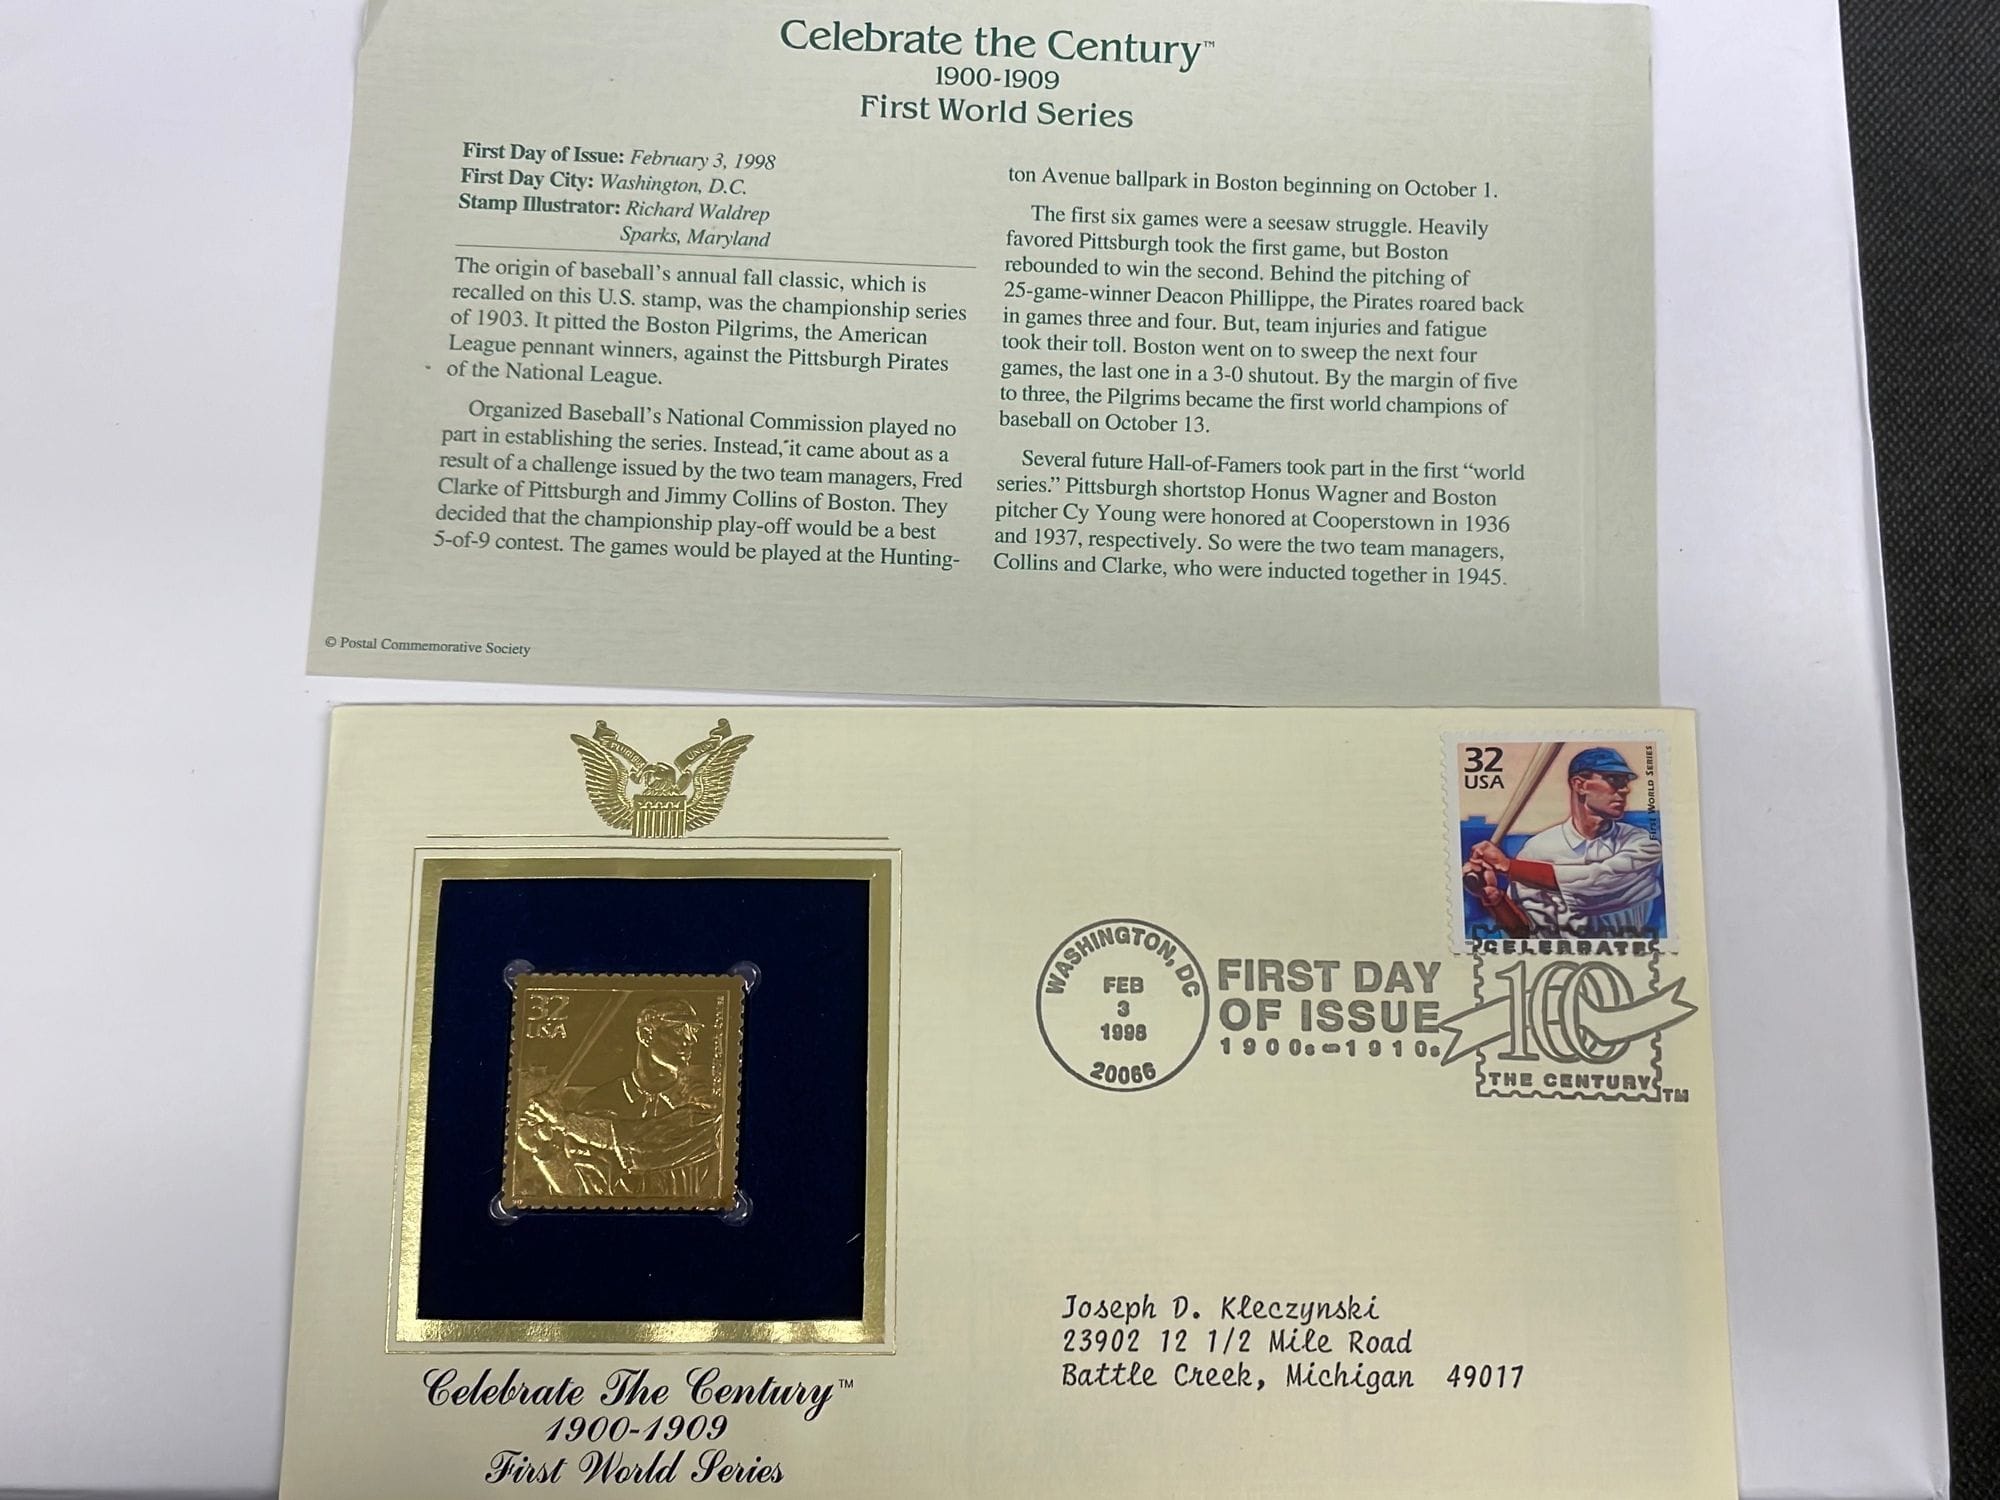 Celebrate the Century™
1900-1909
First World Series
First Day of Issue: February 3, 1998
First Day City: Washington, D.C.
Stamp Illustrator: Richard Waldrep
Sparks, Maryland
The origin of baseball's annual fall classic, which is
recalled on this U.S. stamp, was the championship series
of 1903. It pitted the Boston Pilgrims, the American
League pennant winners, against the Pittsburgh Pirates
of the National League.
Organized Baseball's National Commission played no
part in establishing the series. Instead, it came about as a
result of a challenge issued by the two team managers, Fred
Clarke of Pittsburgh and Jimmy Collins of Boston. They
decided that the championship play-off would be a best
5-of-9 contest. The games would be played at the Hunting-
ton Avenue ballpark in Boston beginning on October 1.
The first six games were a seesaw struggle. Heavily
favored Pittsburgh took the first game, but Boston
rebounded to win the second. Behind the pitching of
25-game-winner Deacon Phillippe, the Pirates roared back
in games three and four. But, team injuries and fatigue
took their toll. Boston went on to sweep the next four
games, the last one in a 3-0 shutout. By the margin of five
to three, the Pilgrims became the first world champions of
baseball on October 13.
Several future Hall-of-Famers took part in the first “world
series.” Pittsburgh shortstop Honus Wagner and Boston
pitcher Cy Young were honored at Cooperstown in 1936
and 1937, respectively. So were the two team managers,
Collins and Clarke, who were inducted together in 1945.
© Postal Commemorative Society
E PLURIBUS UNUM
32
USA
FIRST WORLD SERIES
32
USA
FIRST WORLD SERIES
WASHINGTON, DC
FEB
3
1998
20066
FIRST DAY
OF ISSUE
1900s-1910s
CELEBRATE
100
THE CENTURY
TM
Joseph D. Kleczynski
23902 12 1/2 Mile Road
Battle Creek, Michigan 49017
Celebrate The Century™
1900-1909
First World Series